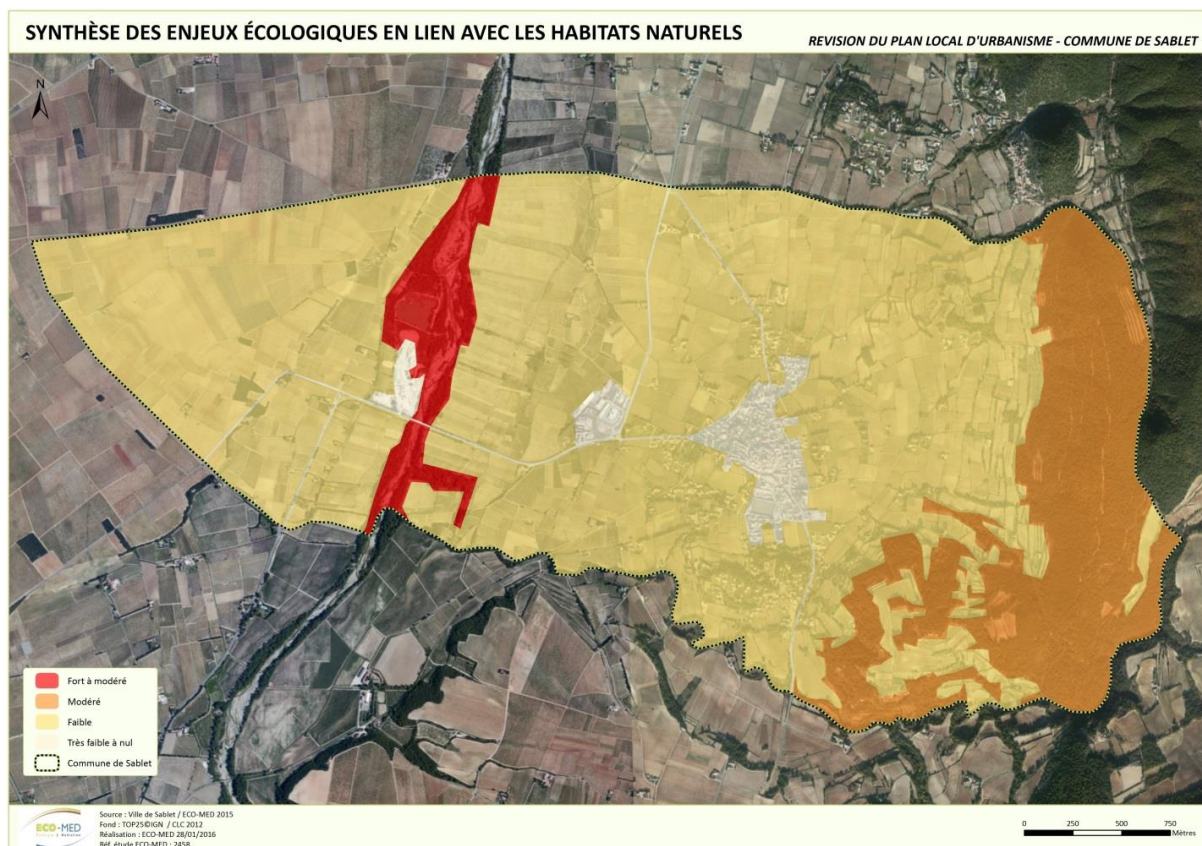 SYNTHÈSE DES ENJEUX ÉCOLOGIQUES EN LIEN AVEC LES HABITATS NATURELS
REVISION DU PLAN LOCAL D'URBANISME - COMMUNE DE SABLET
N
Fort à modéré
Modéré
Faible
Très faible à nul
Commune de Sablet
ECO-MED
Source : Ville de Sablet / ECO-MED 2015
Fond : TOP25©IGN / CLC 2012
Réalisation : ECO-MED 28/01/2016
Réf. étude ECO-MED : 2458
0 250 500 750
Mètres